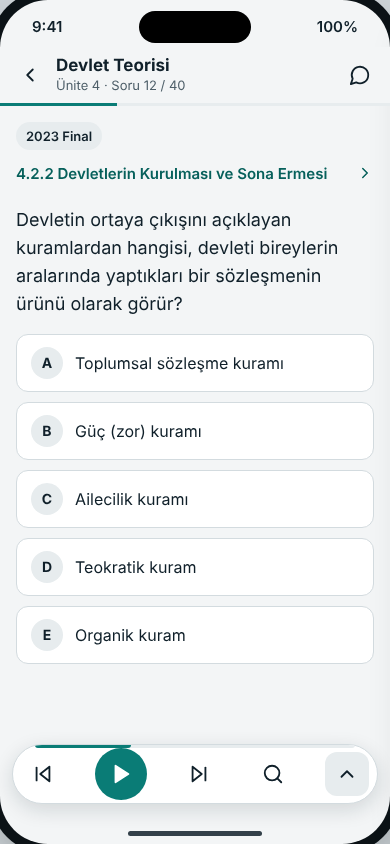 9:41
100%
Devlet Teorisi
Ünite 4 · Soru 12 / 40
2023 Final
4.2.2 Devletlerin Kurulması ve Sona Ermesi
Devletin ortaya çıkışını açıklayan
kuramlardan hangisi, devleti bireylerin
aralarında yaptıkları bir sözleşmenin
ürünü olarak görür?
A Toplumsal sözleşme kuramı
B Güç (zor) kuramı
C Ailecilik kuramı
D Teokratik kuram
E Organik kuram